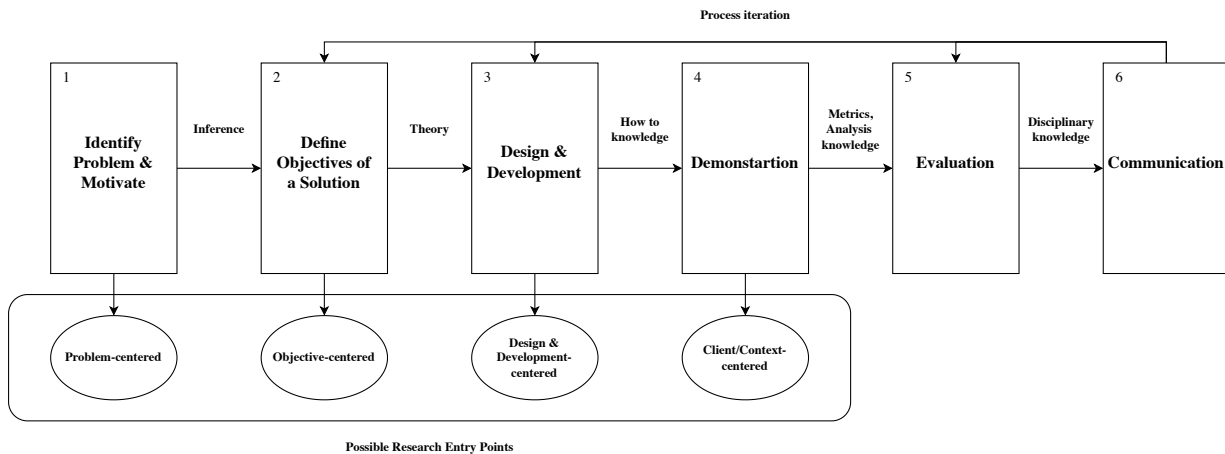 Process iteration
1
Identify
Problem &
Motivate
Inference
2
Define
Objectives of
a Solution
Theory
3
Design &
Development
How to
knowledge
4
Demonstartion
Metrics,
Analysis
knowledge
5
Evaluation
Disciplinary
knowledge
6
Communication
Problem-centered
Objective-centered
Design &
Development-
centered
Client/Context-
centered
Possible Research Entry Points